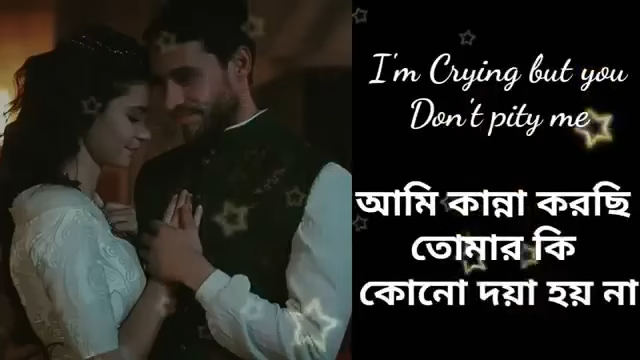 I'm Crying but you
Don't pity me
আমি কান্না করছি
তোমার কি
কোনো দয়া হয় না